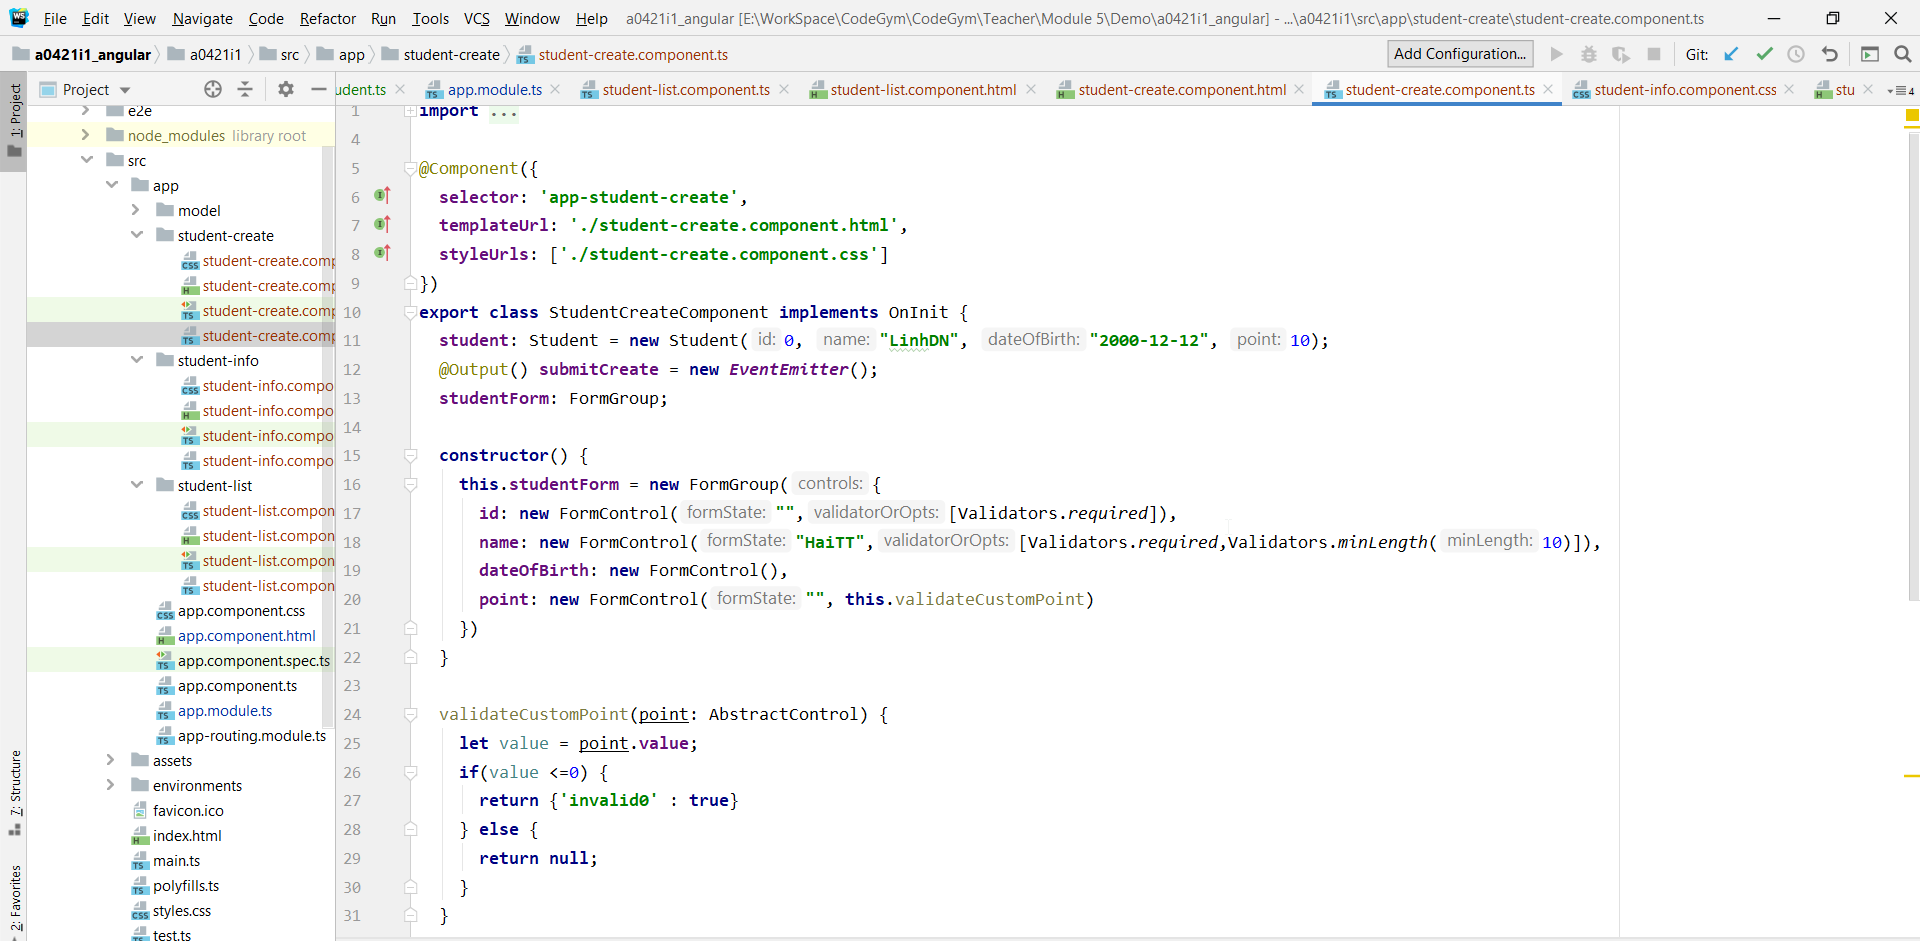 File Edit View Navigate Code Refactor Run Tools VCS Window Help a0421i1_angular [E:\WorkSpace\CodeGym\CodeGym\Teacher\Module 5\Demo\a0421i1_angular] - ...\a0421i1\src\app\student-create\student-create.component.ts
a0421i1_angular a0421i1 src app student-create student-create.component.ts Add Configuration... Git:
Project udent.ts app.module.ts student-list.component.ts student-list.component.html student-create.component.html student-create.component.ts student-info.component.css stu 4
1: Project
7: Structure
2: Favorites
e2e
node_modules library root
src
app
model
student-create
student-create.comp
student-create.comp
student-create.comp
student-create.comp
student-info
student-info.compo
student-info.compo
student-info.compo
student-info.compo
student-list
student-list.compon
student-list.compon
student-list.compon
student-list.compon
app.component.css
app.component.html
app.component.spec.ts
app.component.ts
app.module.ts
app-routing.module.ts
assets
environments
favicon.ico
index.html
main.ts
polyfills.ts
styles.css
test.ts
1 import ...
4
5 @Component({
6 selector: 'app-student-create',
7 templateUrl: './student-create.component.html',
8 styleUrls: ['./student-create.component.css']
9 })
10 export class StudentCreateComponent implements OnInit {
11 student: Student = new Student( id: 0, name: "LinhDN", dateOfBirth: "2000-12-12", point: 10);
12 @Output() submitCreate = new EventEmitter();
13 studentForm: FormGroup;
14
15 constructor() {
16 this.studentForm = new FormGroup( controls: {
17 id: new FormControl( formState: "", validatorOrOpts: [Validators.required]),
18 name: new FormControl( formState: "HaiTT", validatorOrOpts: [Validators.required,Validators.minLength( minLength: 10)]),
19 dateOfBirth: new FormControl(),
20 point: new FormControl( formState: "", this.validateCustomPoint)
21 })
22 }
23
24 validateCustomPoint(point: AbstractControl) {
25 let value = point.value;
26 if(value <=0) {
27 return {'invalid0' : true}
28 } else {
29 return null;
30 }
31 }